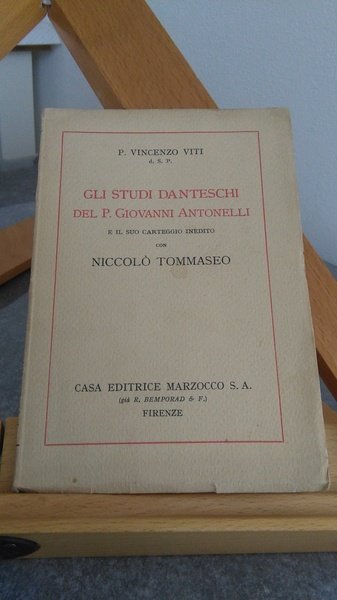 P. VINCENZO VITI
d. S. P.
GLI STUDI DANTESCHI
DEL P. GIOVANNI ANTONELLI
E IL SUO CARTEGGIO INEDITO
CON
NICCOLÒ TOMMASEO
CASA EDITRICE MARZOCCO S. A.
(già R. BEMPORAD & F.)
FIRENZE